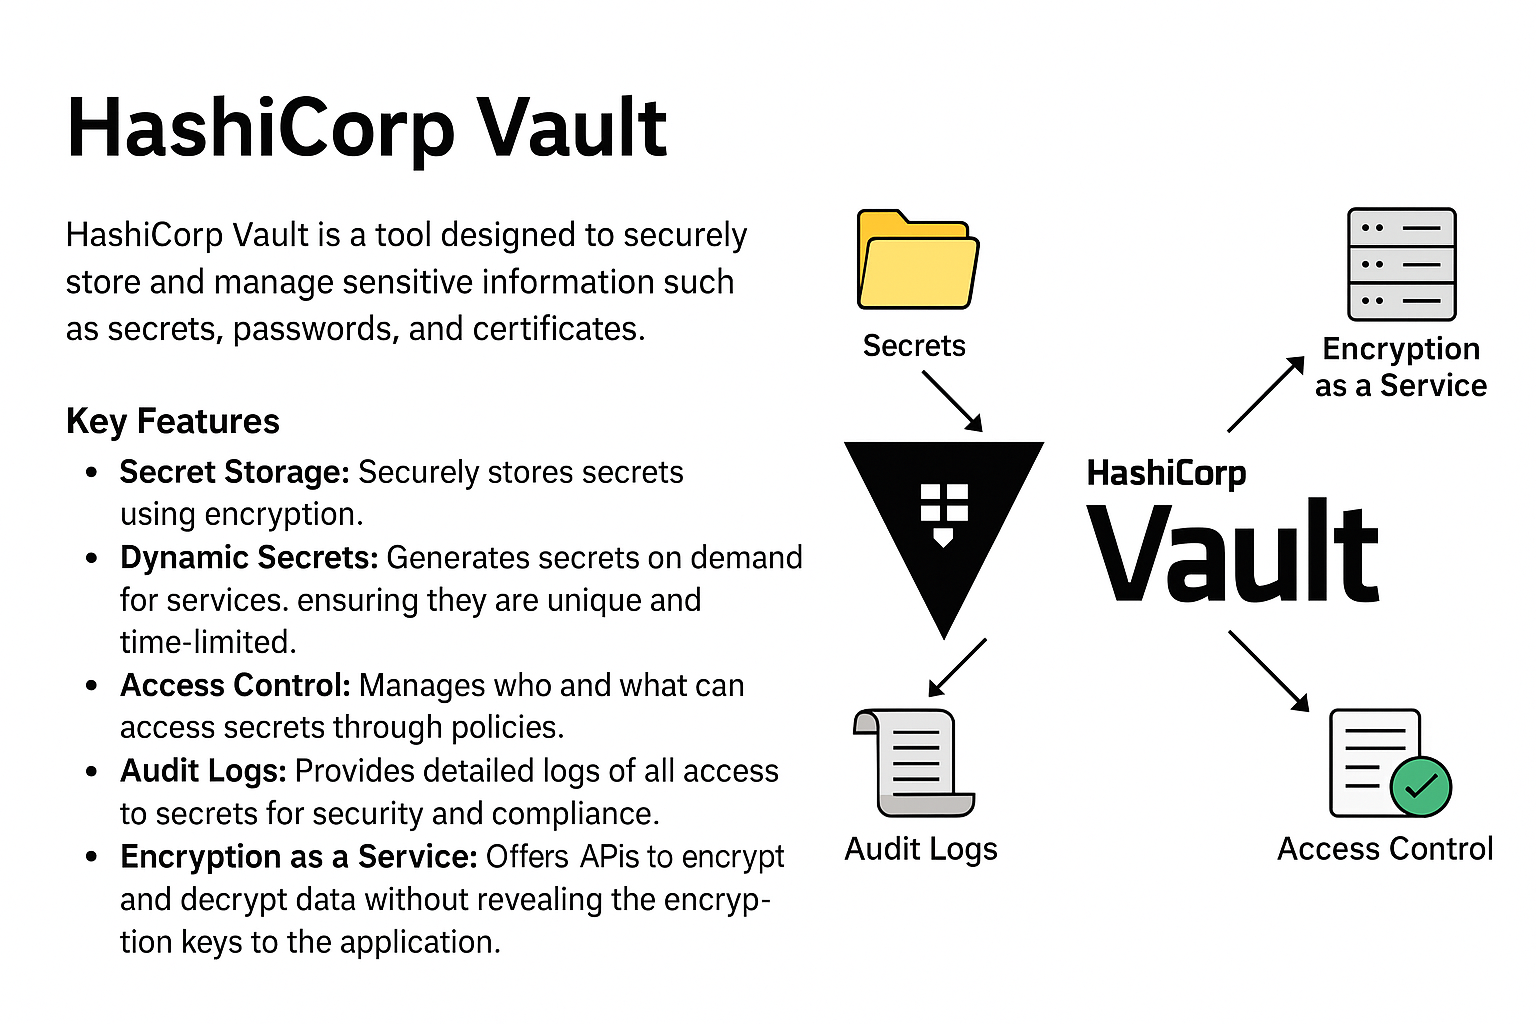 HashiCorp Vault
HashiCorp Vault is a tool designed to securely
store and manage sensitive information such
as secrets, passwords, and certificates.
Key Features
• Secret Storage: Securely stores secrets
using encryption.
• Dynamic Secrets: Generates secrets on demand
for services. ensuring they are unique and
time-limited.
• Access Control: Manages who and what can
access secrets through policies.
• Audit Logs: Provides detailed logs of all access
to secrets for security and compliance.
• Encryption as a Service: Offers APis to encrypt
and decrypt data without revealing the encryp-
tion keys to the application.
Secrets
Encryption
as a Service
HashiCorp
Vault
Audit Logs
Access Control